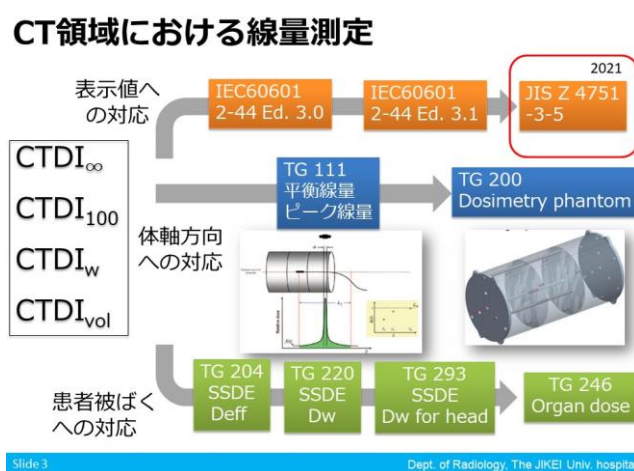 CT領域における線量測定
2021
表示値へ
の対応
IEC60601
2-44 Ed. 3.0
IEC60601
2-44 Ed. 3.1
JIS Z 4751
-3-5
CTDI∞
CTDI100
CTDIw
CTDIvol
体軸方向
への対応
TG 111
平衡線量
ピーク線量
TG 200
Dosimetry phantom
患者被ばく
への対応
TG 204
SSDE
Deff
TG 220
SSDE
Dw
TG 293
SSDE
Dw for head
TG 246
Organ dose
Slide 3
Dept. of Radiology, The JIKEI Univ. hospita